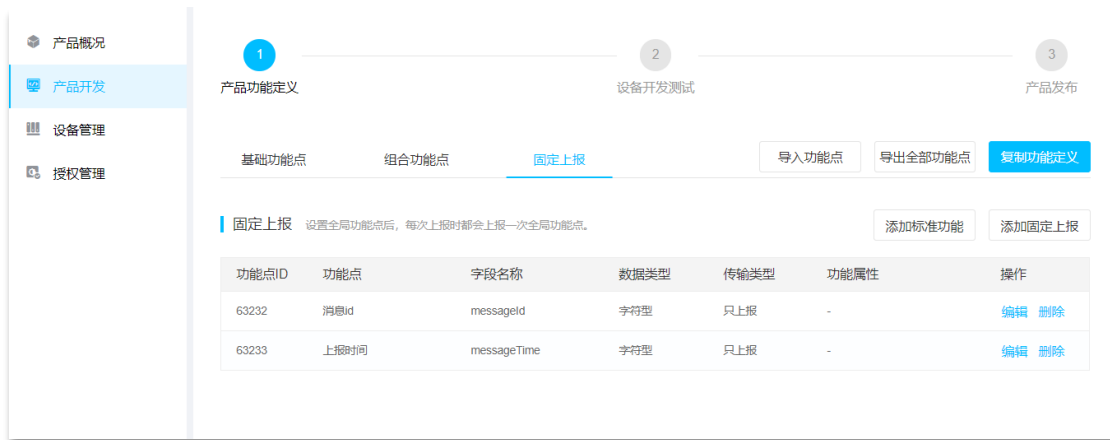 产品概况
产品开发
设备管理
授权管理
1 2 3
产品功能定义 设备开发测试 产品发布
基础功能点 组合功能点 固定上报 导入功能点 导出全部功能点 复制功能定义
固定上报 设置全局功能点后，每次上报时都会上报一次全局功能点。 添加标准功能 添加固定上报
功能点ID 功能点 字段名称 数据类型 传输类型 功能属性 操作
63232 消息id messageId 字符型 只上报 - 编辑 删除
63233 上报时间 messageTime 字符型 只上报 - 编辑 删除